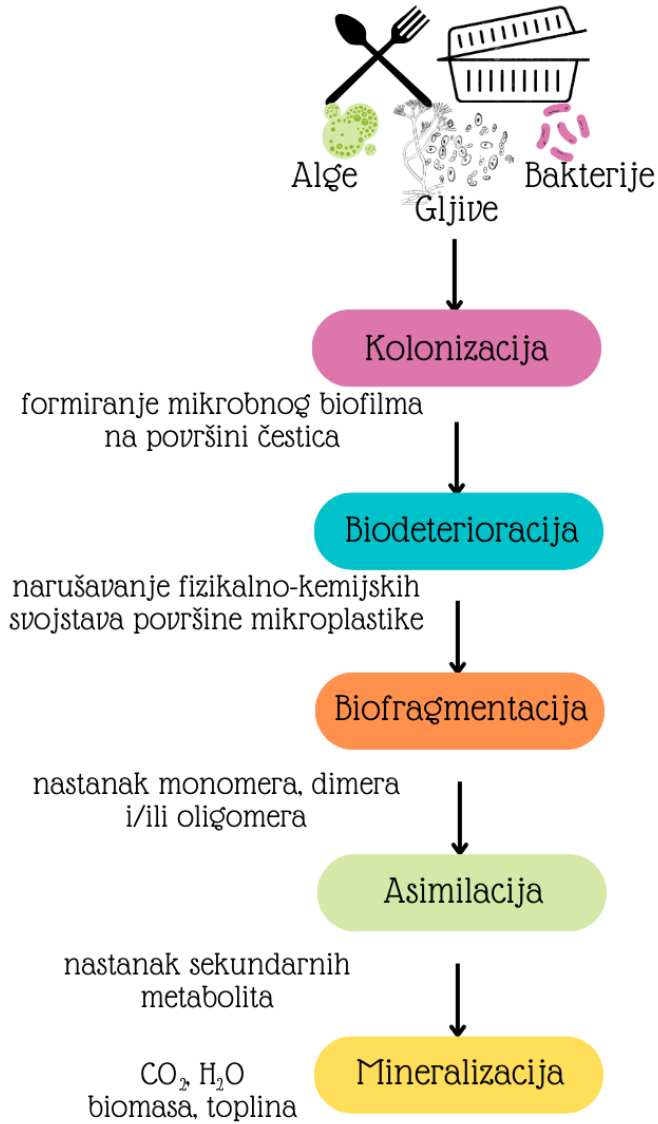 Alge
Gljive
Bakterije
Kolonizacija
formiranje mikrobnog biofilma
na površini čestica
Biodeterioracija
narušavanje fizikalno-kemijskih
svojstava površine mikroplastike
Biofragmentacija
nastanak monomera, dimera
i/ili oligomera
Asimilacija
nastanak sekundarnih
metabolita
Mineralizacija
CO₂, H₂O
biomasa, toplina